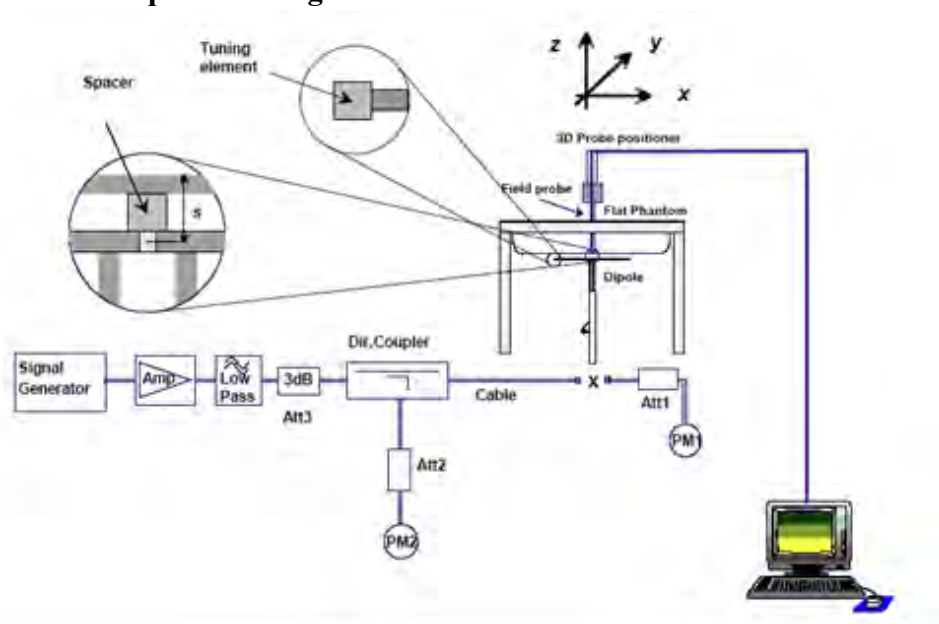 Tuning
element
Spacer
s
z
y
x
3D Probe positioner
Field probe
Flat Phantom
Dipole
Signal
Generator
Amp
Low
Pass
3dB
Att3
Dir.Coupler
Cable
x
Att1
PM1
Att2
PM2